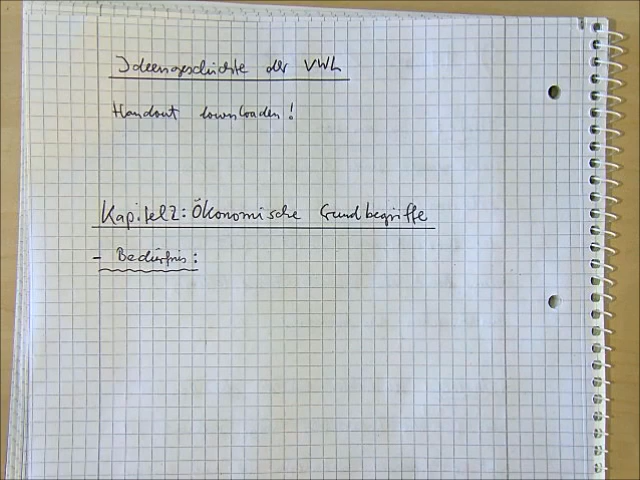 Ideengeschichte der VWL
Handout downloaden!
Kapitel 2: Ökonomische Grundbegriffe
- Bedürfnis: